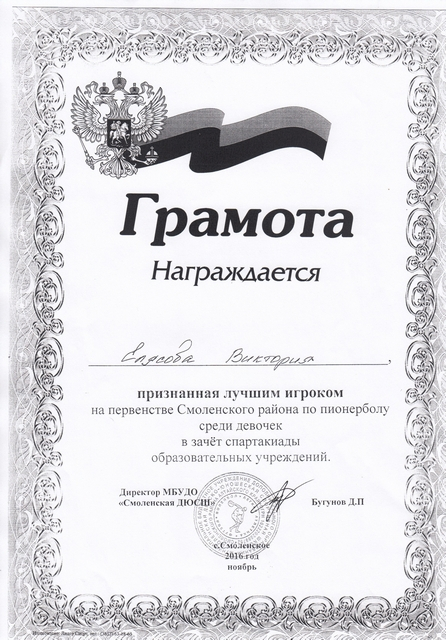 Грамота
Награждается
Елясова Виктория,
признанная лучшим игроком
на первенстве Смоленского района по пионерболу
среди девочек
в зачёт спартакиады
образовательных учреждений.
Директор МБУДО
«Смоленская ДЮСШ»
Бугунов Д.П
с.Смоленское
2016 год
ноябрь